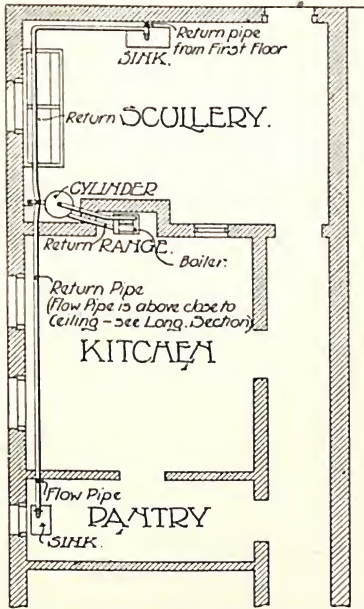 Return pipe
from First Floor
SINK.
Return
SCULLERY.
CYLINDER
Return
RANGE.
Boiler.
Return Pipe
(Flow Pipe is above close to
Ceiling - see Long. Section)
KITCHEN
Flow Pipe
PANTRY
SINK.